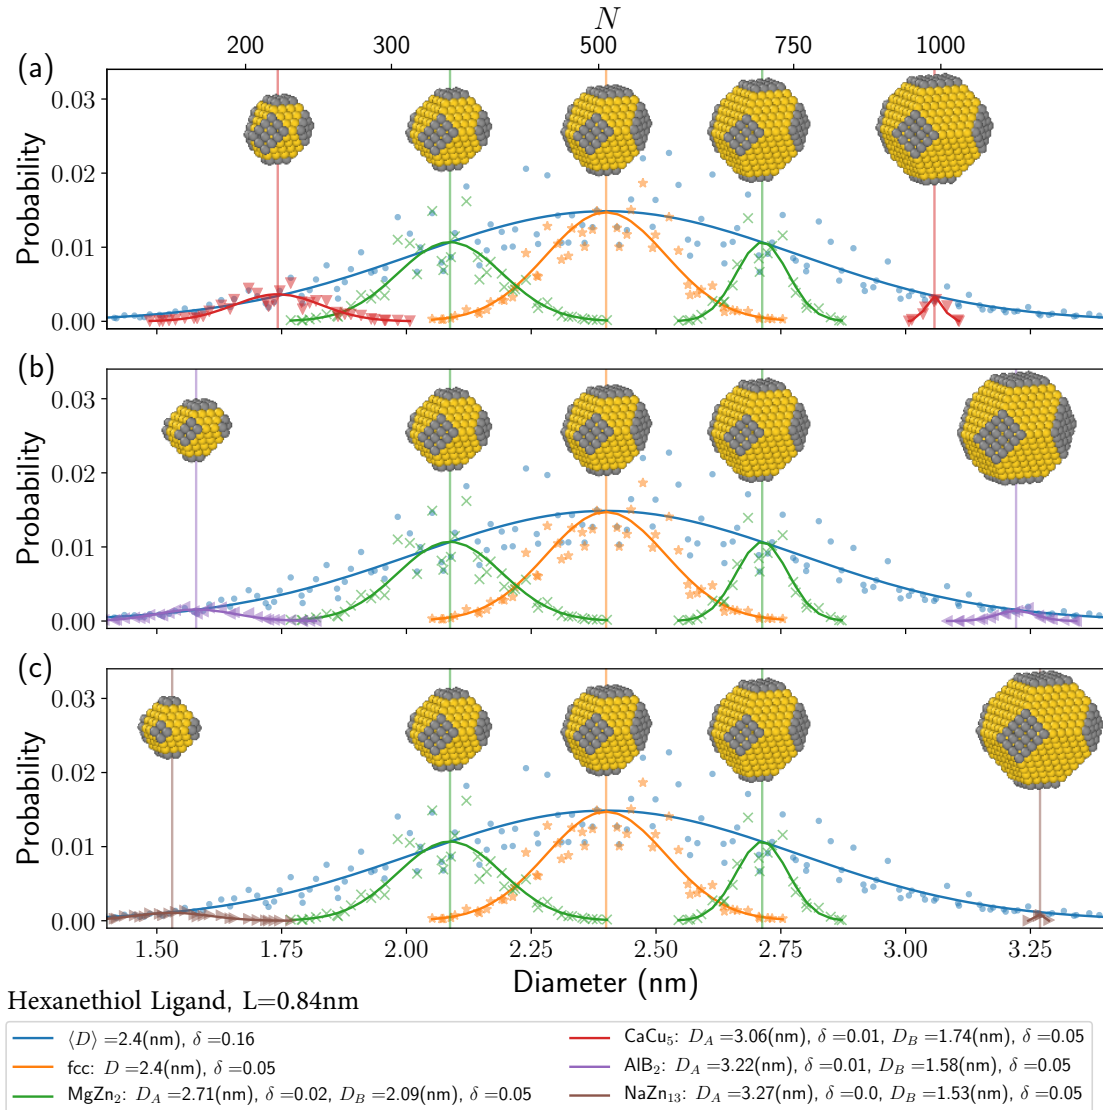 N
200 300 500 750 1000
(a)
0.03
0.02
0.01
0.00
Probability
(b)
0.03
0.02
0.01
0.00
Probability
(c)
0.03
0.02
0.01
0.00
Probability
1.50 1.75 2.00 2.25 2.50 2.75 3.00 3.25
Diameter (nm)
Hexanethiol Ligand, L=0.84nm
⟨D⟩ =2.4(nm), δ =0.16
fcc: D =2.4(nm), δ =0.05
MgZn₂: D_A =2.71(nm), δ =0.02, D_B =2.09(nm), δ =0.05
CaCu₅: D_A =3.06(nm), δ =0.01, D_B =1.74(nm), δ =0.05
AlB₂: D_A =3.22(nm), δ =0.01, D_B =1.58(nm), δ =0.05
NaZn₁₃: D_A =3.27(nm), δ =0.0, D_B =1.53(nm), δ =0.05